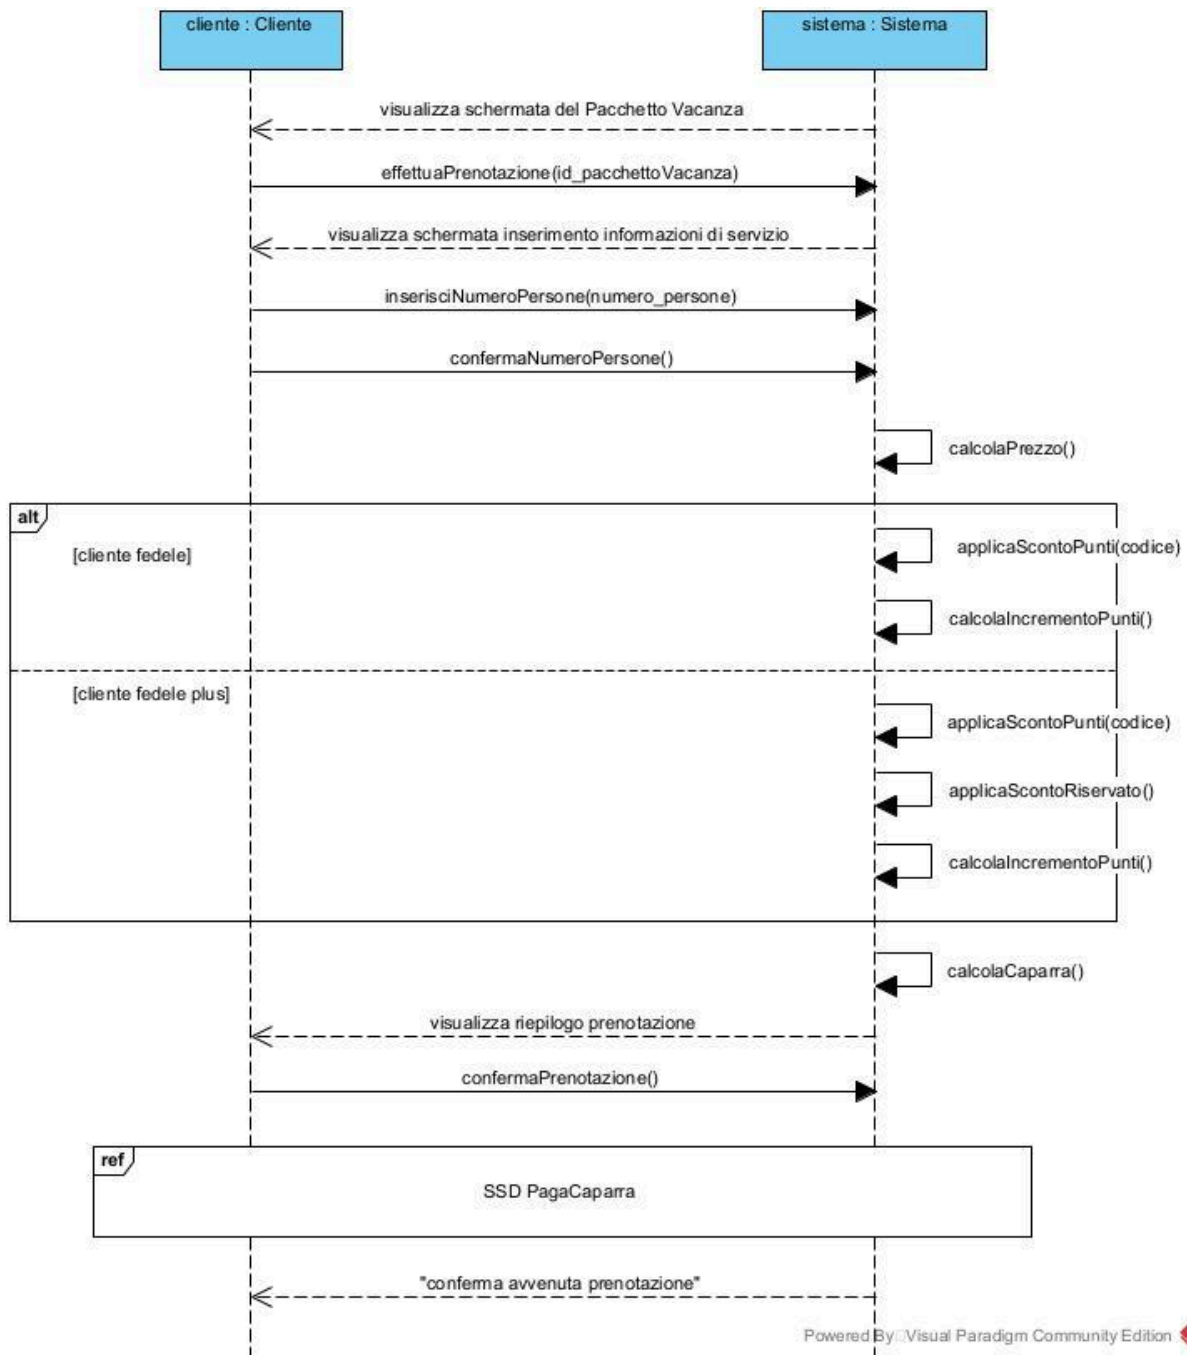 cliente : Cliente
sistema : Sistema
visualizza schermata del Pacchetto Vacanza
effettuaPrenotazione(id_pacchettoVacanza)
visualizza schermata inserimento informazioni di servizio
inserisciNumeroPersone(numero_persone)
confermaNumeroPersone()
calcolaPrezzo()
alt
[cliente fedele]
applicaScontoPunti(codice)
calcolaIncrementoPunti()
[cliente fedele plus]
applicaScontoPunti(codice)
applicaScontoRiservato()
calcolaIncrementoPunti()
calcolaCaparra()
visualizza riepilogo prenotazione
confermaPrenotazione()
ref
SSD PagaCaparra
"conferma avvenuta prenotazione"
Powered By Visual Paradigm Community Edition